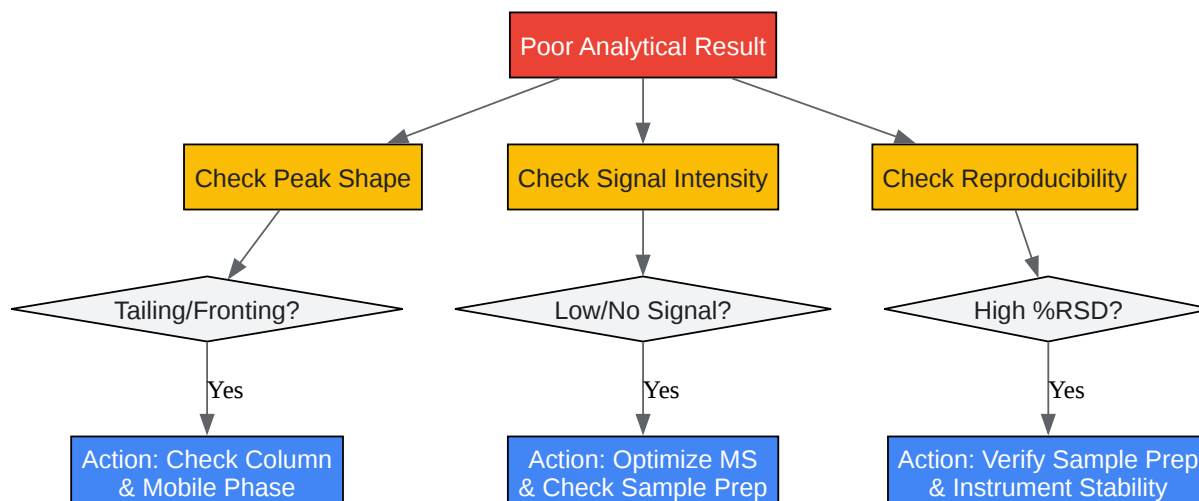 Poor Analytical Result
Check Peak Shape
Check Signal Intensity
Check Reproducibility
Tailing/Fronting?
Low/No Signal?
High %RSD?
Yes
Yes
Yes
Action: Check Column
& Mobile Phase
Action: Optimize MS
& Check Sample Prep
Action: Verify Sample Prep
& Instrument Stability